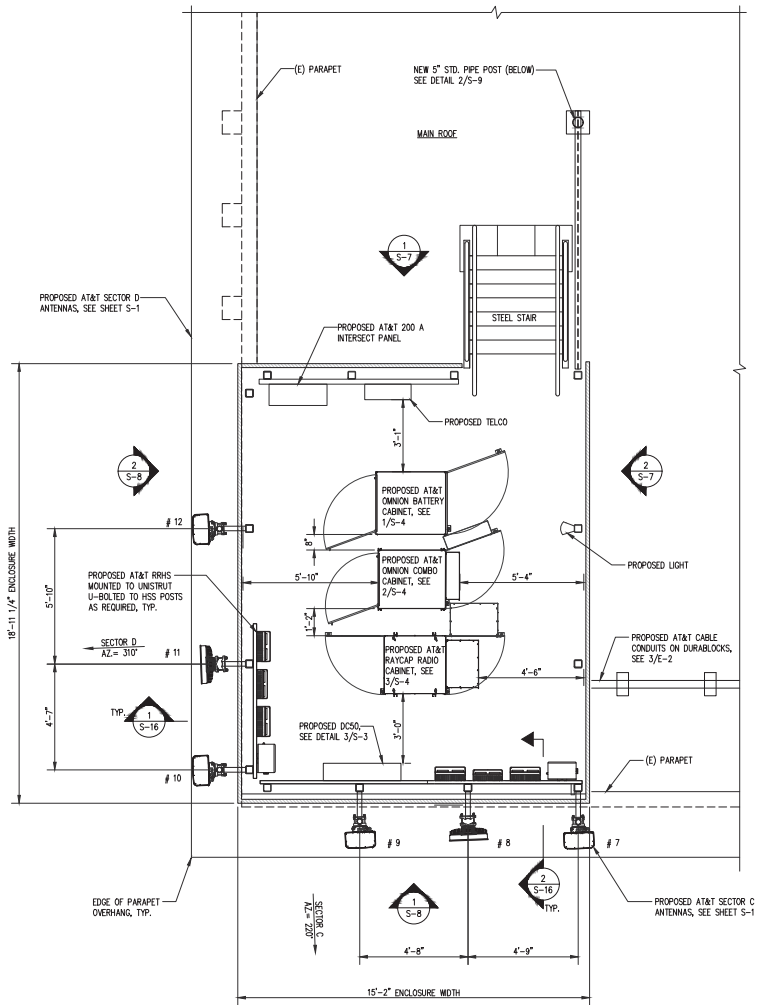 (E) PARAPET
NEW 5" STD. PIPE POST (BELOW)
SEE DETAIL 2/S-9
MAIN ROOF
1
S-7
PROPOSED AT&T SECTOR D
ANTENNAS, SEE SHEET S-1
STEEL STAIR
PROPOSED AT&T 200 A
INTERSECT PANEL
PROPOSED TELCO
3'-1"
2
S-8
2
S-7
PROPOSED AT&T
OMNION BATTERY
CABINET, SEE
1/S-4
# 12
8"
PROPOSED AT&T
OMNION COMBO
CABINET, SEE
2/S-4
PROPOSED LIGHT
5'-10"
5'-4"
18'-11 1/4" ENCLOSURE WIDTH
5'-10"
PROPOSED AT&T RRHS
MOUNTED TO UNISTRUT
U-BOLTED TO HSS POSTS
AS REQUIRED, TYP.
1'-2"
SECTOR D
AZ.= 310°
# 11
PROPOSED AT&T
RAYCAP RADIO
CABINET, SEE
3/S-4
PROPOSED AT&T CABLE
CONDUITS ON DURABLOCKS,
SEE 3/E-2
4'-6"
TYP.
1
S-16
4'-7"
PROPOSED DC50,
SEE DETAIL 3/S-3
3'-0"
# 10
(E) PARAPET
# 9
# 8
# 7
EDGE OF PARAPET
OVERHANG, TYP.
SECTOR C
AZ.= 220°
1
S-8
2
S-16
TYP.
PROPOSED AT&T SECTOR C
ANTENNAS, SEE SHEET S-1
4'-8"
4'-9"
15'-2" ENCLOSURE WIDTH